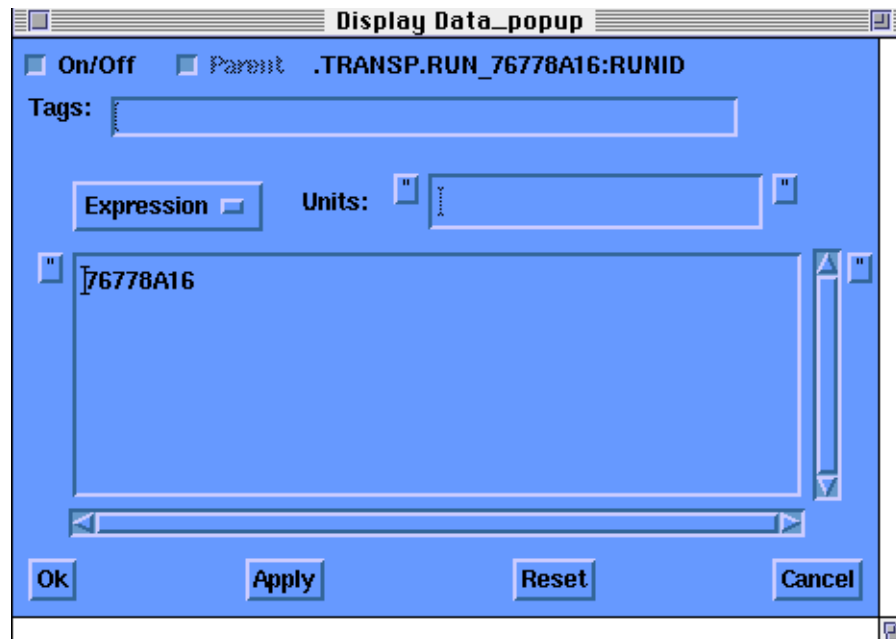 Display Data_popup
On/Off Parent .TRANSP.RUN_76778A16:RUNID
Tags:
Expression Units: " "
" 76778A16 "
Ok Apply Reset Cancel